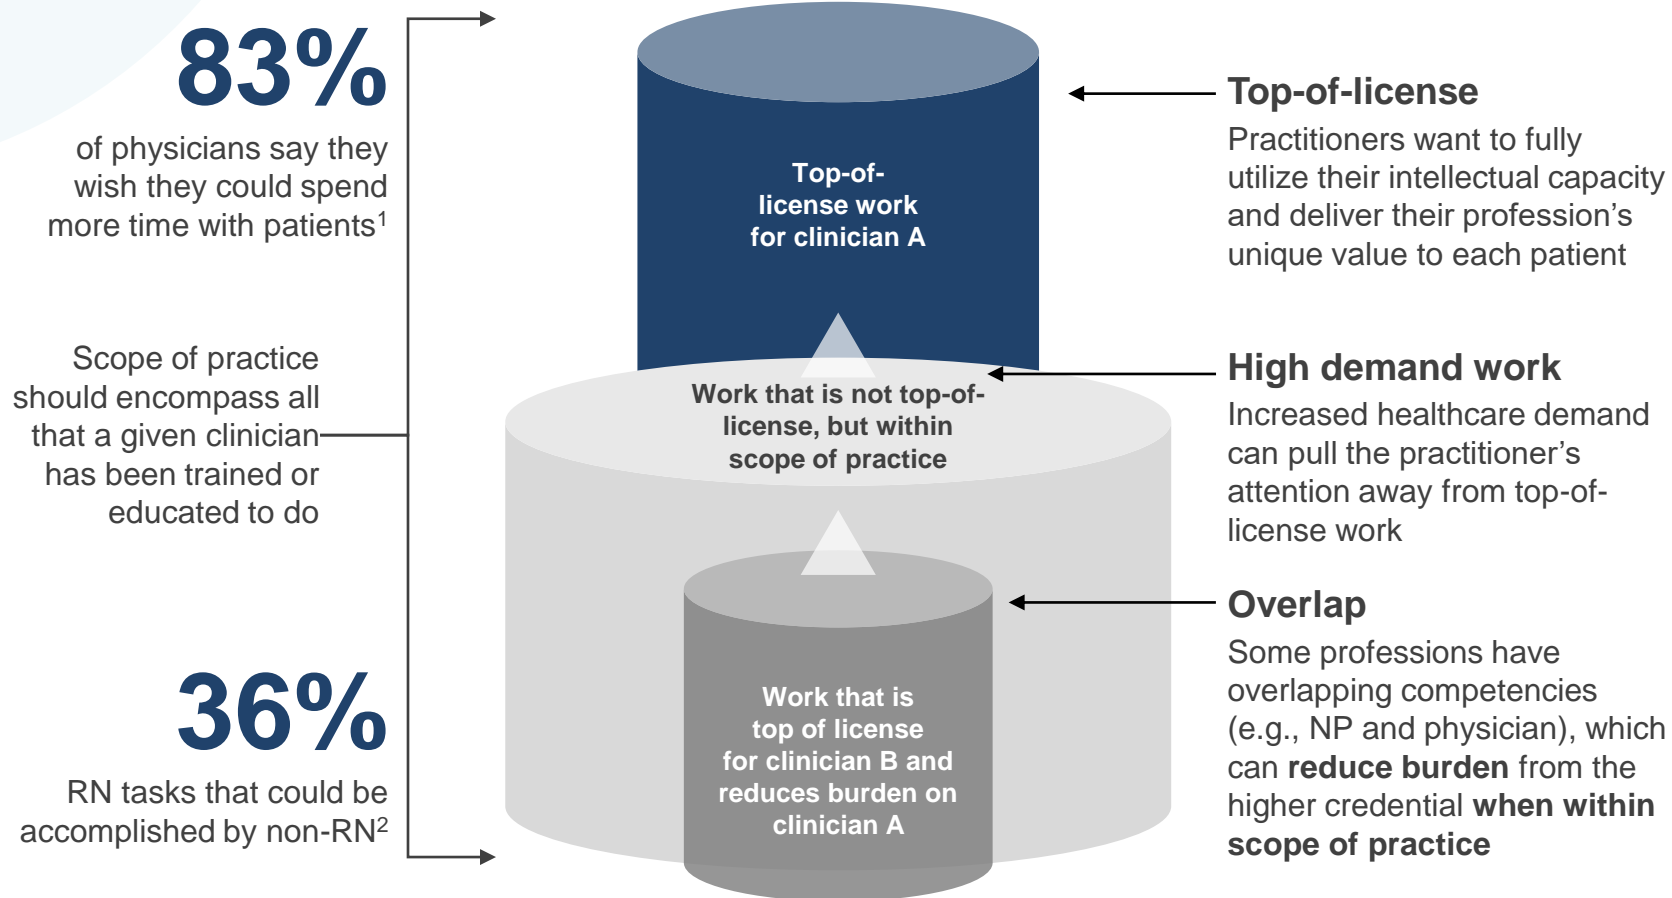 83%
of physicians say they
wish they could spend
more time with patients¹
Scope of practice
should encompass all
that a given clinician
has been trained or
educated to do
36%
RN tasks that could be
accomplished by non-RN²
Top-of-
license work
for clinician A
Work that is not top-of-
license, but within
scope of practice
Work that is
top of license
for clinician B and
reduces burden on
clinician A
Top-of-license
Practitioners want to fully
utilize their intellectual capacity
and deliver their profession’s
unique value to each patient
High demand work
Increased healthcare demand
can pull the practitioner’s
attention away from top-of-
license work
Overlap
Some professions have
overlapping competencies
(e.g., NP and physician), which
can reduce burden from the
higher credential when within
scope of practice